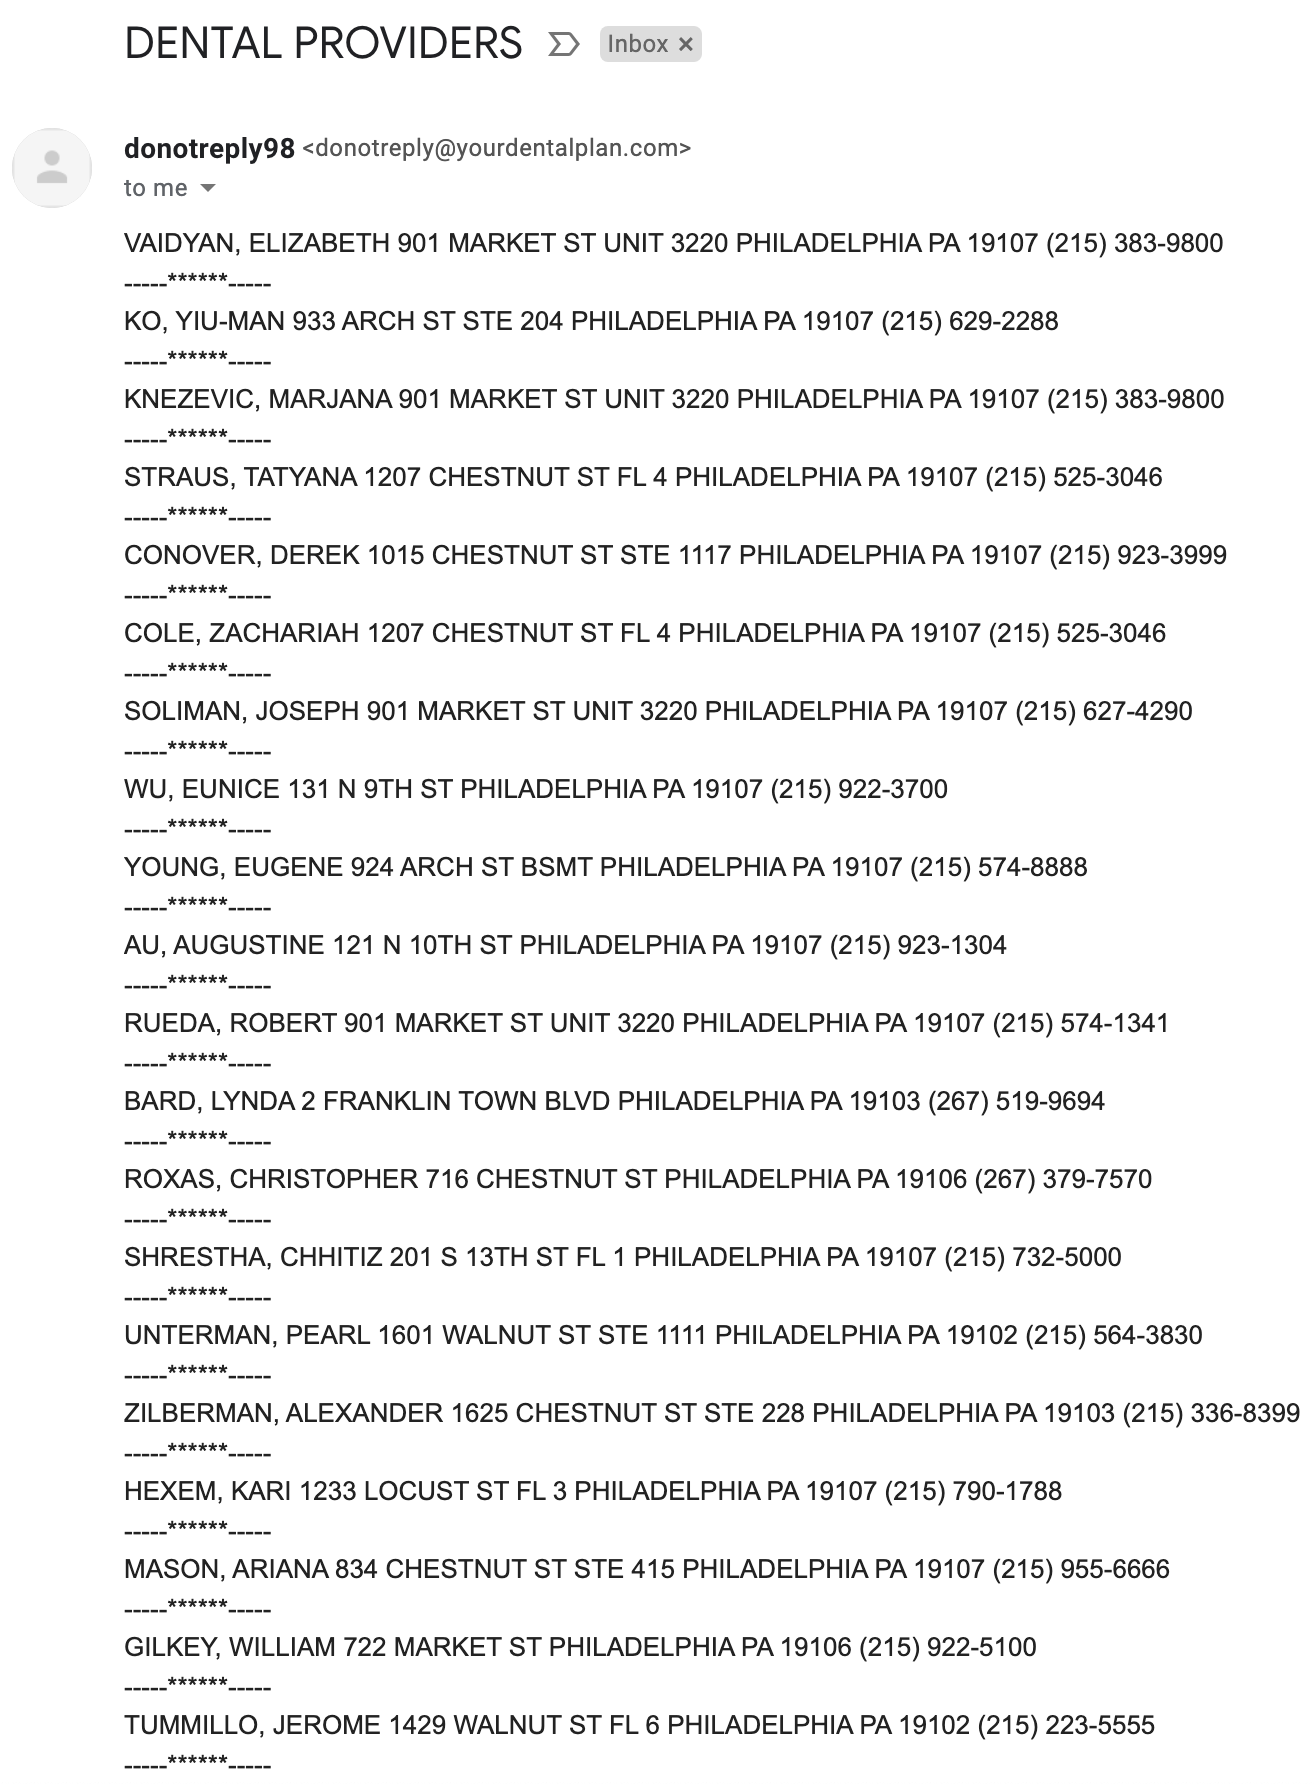 DENTAL PROVIDERS Inbox ×
donotreply98 <donotreply@yourdentalplan.com>
to me
VAIDYAN, ELIZABETH 901 MARKET ST UNIT 3220 PHILADELPHIA PA 19107 (215) 383-9800
-----******-----
KO, YIU-MAN 933 ARCH ST STE 204 PHILADELPHIA PA 19107 (215) 629-2288
-----******-----
KNEZEVIC, MARJANA 901 MARKET ST UNIT 3220 PHILADELPHIA PA 19107 (215) 383-9800
-----******-----
STRAUS, TATYANA 1207 CHESTNUT ST FL 4 PHILADELPHIA PA 19107 (215) 525-3046
-----******-----
CONOVER, DEREK 1015 CHESTNUT ST STE 1117 PHILADELPHIA PA 19107 (215) 923-3999
-----******-----
COLE, ZACHARIAH 1207 CHESTNUT ST FL 4 PHILADELPHIA PA 19107 (215) 525-3046
-----******-----
SOLIMAN, JOSEPH 901 MARKET ST UNIT 3220 PHILADELPHIA PA 19107 (215) 627-4290
-----******-----
WU, EUNICE 131 N 9TH ST PHILADELPHIA PA 19107 (215) 922-3700
-----******-----
YOUNG, EUGENE 924 ARCH ST BSMT PHILADELPHIA PA 19107 (215) 574-8888
-----******-----
AU, AUGUSTINE 121 N 10TH ST PHILADELPHIA PA 19107 (215) 923-1304
-----******-----
RUEDA, ROBERT 901 MARKET ST UNIT 3220 PHILADELPHIA PA 19107 (215) 574-1341
-----******-----
BARD, LYNDA 2 FRANKLIN TOWN BLVD PHILADELPHIA PA 19103 (267) 519-9694
-----******-----
ROXAS, CHRISTOPHER 716 CHESTNUT ST PHILADELPHIA PA 19106 (267) 379-7570
-----******-----
SHRESTHA, CHHITIZ 201 S 13TH ST FL 1 PHILADELPHIA PA 19107 (215) 732-5000
-----******-----
UNTERMAN, PEARL 1601 WALNUT ST STE 1111 PHILADELPHIA PA 19102 (215) 564-3830
-----******-----
ZILBERMAN, ALEXANDER 1625 CHESTNUT ST STE 228 PHILADELPHIA PA 19103 (215) 336-8399
-----******-----
HEXEM, KARI 1233 LOCUST ST FL 3 PHILADELPHIA PA 19107 (215) 790-1788
-----******-----
MASON, ARIANA 834 CHESTNUT ST STE 415 PHILADELPHIA PA 19107 (215) 955-6666
-----******-----
GILKEY, WILLIAM 722 MARKET ST PHILADELPHIA PA 19106 (215) 922-5100
-----******-----
TUMMILLO, JEROME 1429 WALNUT ST FL 6 PHILADELPHIA PA 19102 (215) 223-5555
-----******-----